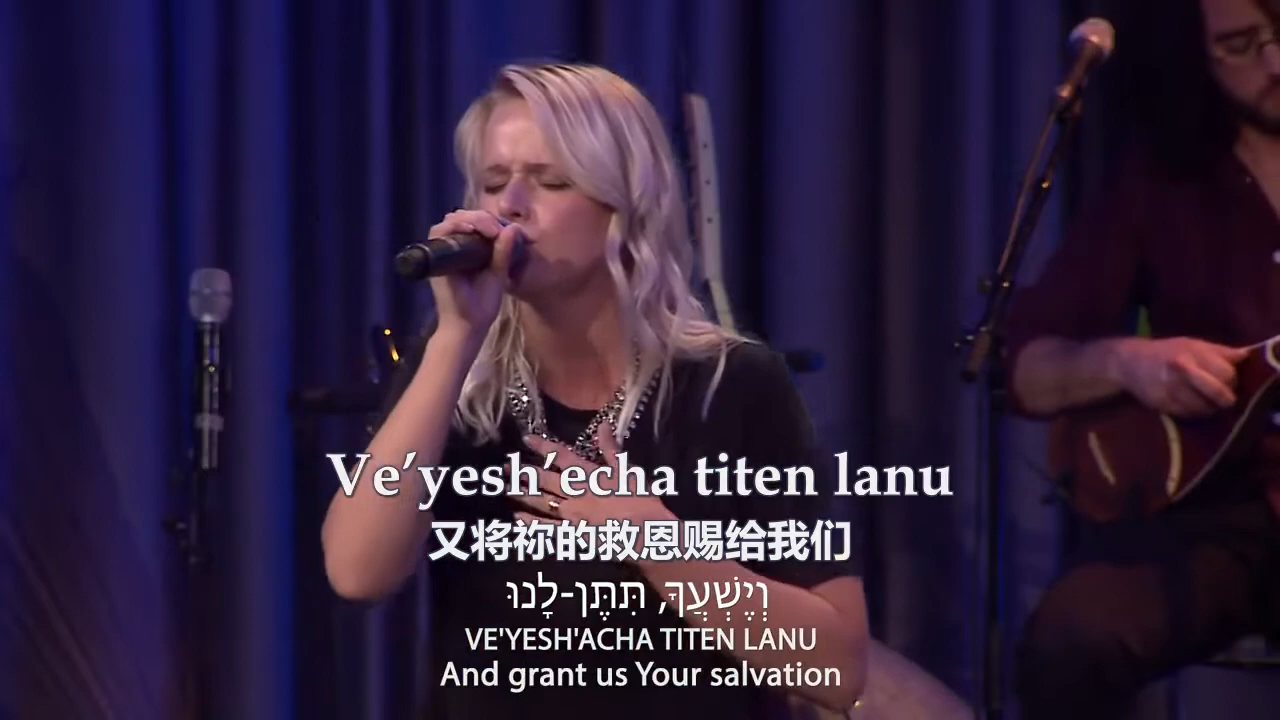 Ve’yesh’echa titen lanu
又将祢的救恩赐给我们
וְיֶשְׁעֲךָ, תִּתֶּן-לָנוּ
VE'YESH'ACHA TITEN LANU
And grant us Your salvation